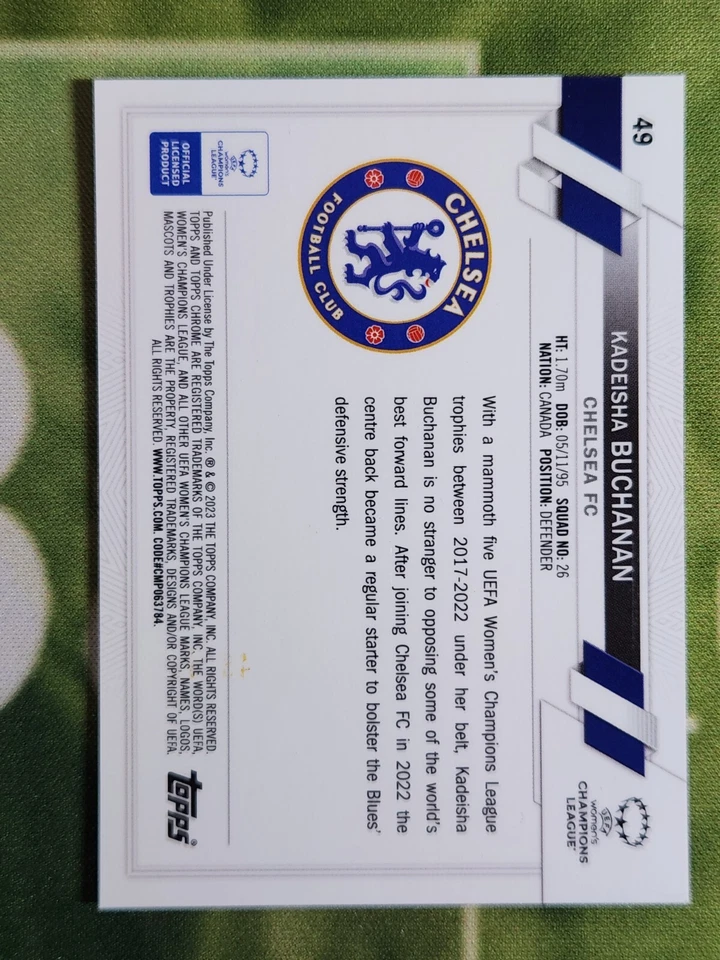 49
KADEISHA BUCHANAN
CHELSEA FC
HT: 1.70m DOB: 05/11/95 SQUAD NO: 26
NATION: CANADA POSITION: DEFENDER
UEFA
women's
CHAMPIONS
LEAGUE™
CHELSEA
FOOTBALL CLUB
With a mammoth five UEFA Women's Champions League
trophies between 2017-2022 under her belt, Kadeisha
Buchanan is no stranger to opposing some of the world's
best forward lines. After joining Chelsea FC in 2022 the
centre back became a regular starter to bolster the Blues'
defensive strength.
UEFA
women's
CHAMPIONS
LEAGUE™
OFFICIAL
LICENSED
PRODUCT
Published Under License by The Topps Company, Inc. ® & © 2023 THE TOPPS COMPANY, INC. ALL RIGHTS RESERVED.
TOPPS AND TOPPS CHROME ARE REGISTERED TRADEMARKS OF THE TOPPS COMPANY, INC. THE WORD(S) UEFA,
WOMEN'S CHAMPIONS LEAGUE, AND ALL OTHER UEFA WOMEN'S CHAMPIONS LEAGUE MARKS, NAMES, LOGOS,
MASCOTS AND TROPHIES ARE THE PROPERTY, REGISTERED TRADEMARKS, DESIGNS AND/OR COPYRIGHT OF UEFA.
ALL RIGHTS RESERVED. WWW.TOPPS.COM. CODE#CMP063784.
topps®